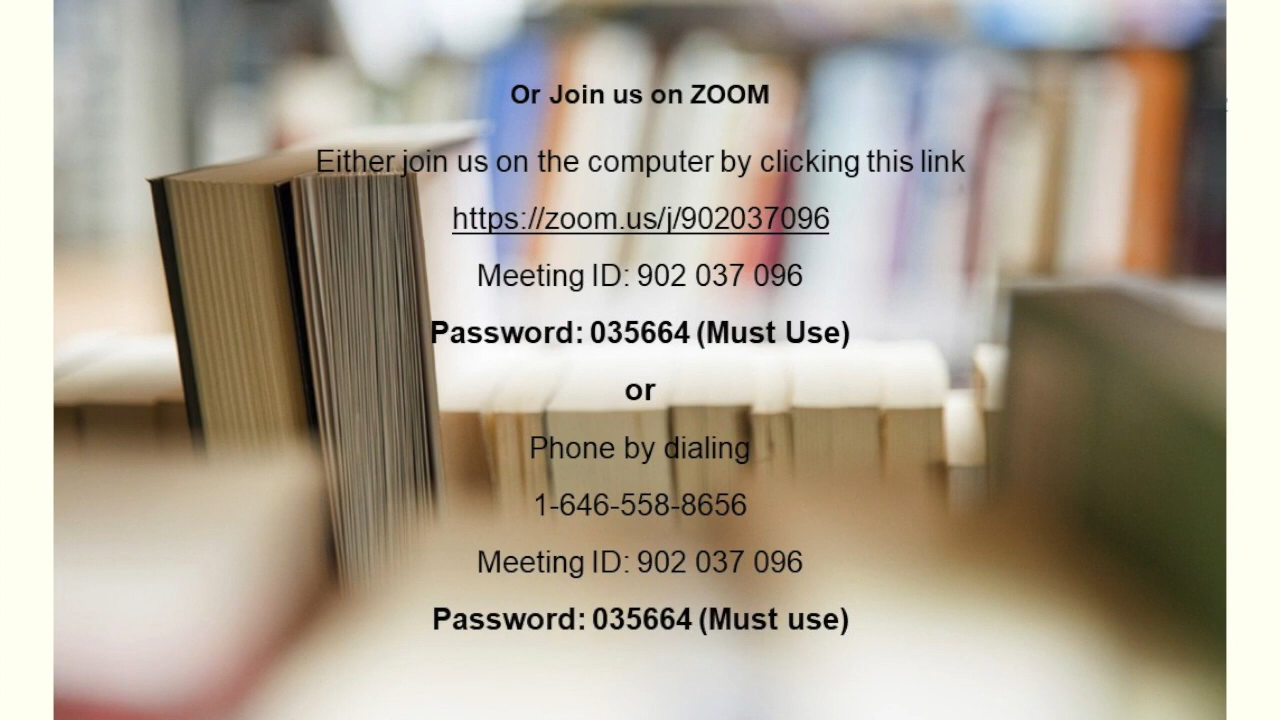 Or Join us on ZOOM
Either join us on the computer by clicking this link
https://zoom.us/j/902037096
Meeting ID: 902 037 096
Password: 035664 (Must Use)
or
Phone by dialing
1-646-558-8656
Meeting ID: 902 037 096
Password: 035664 (Must use)